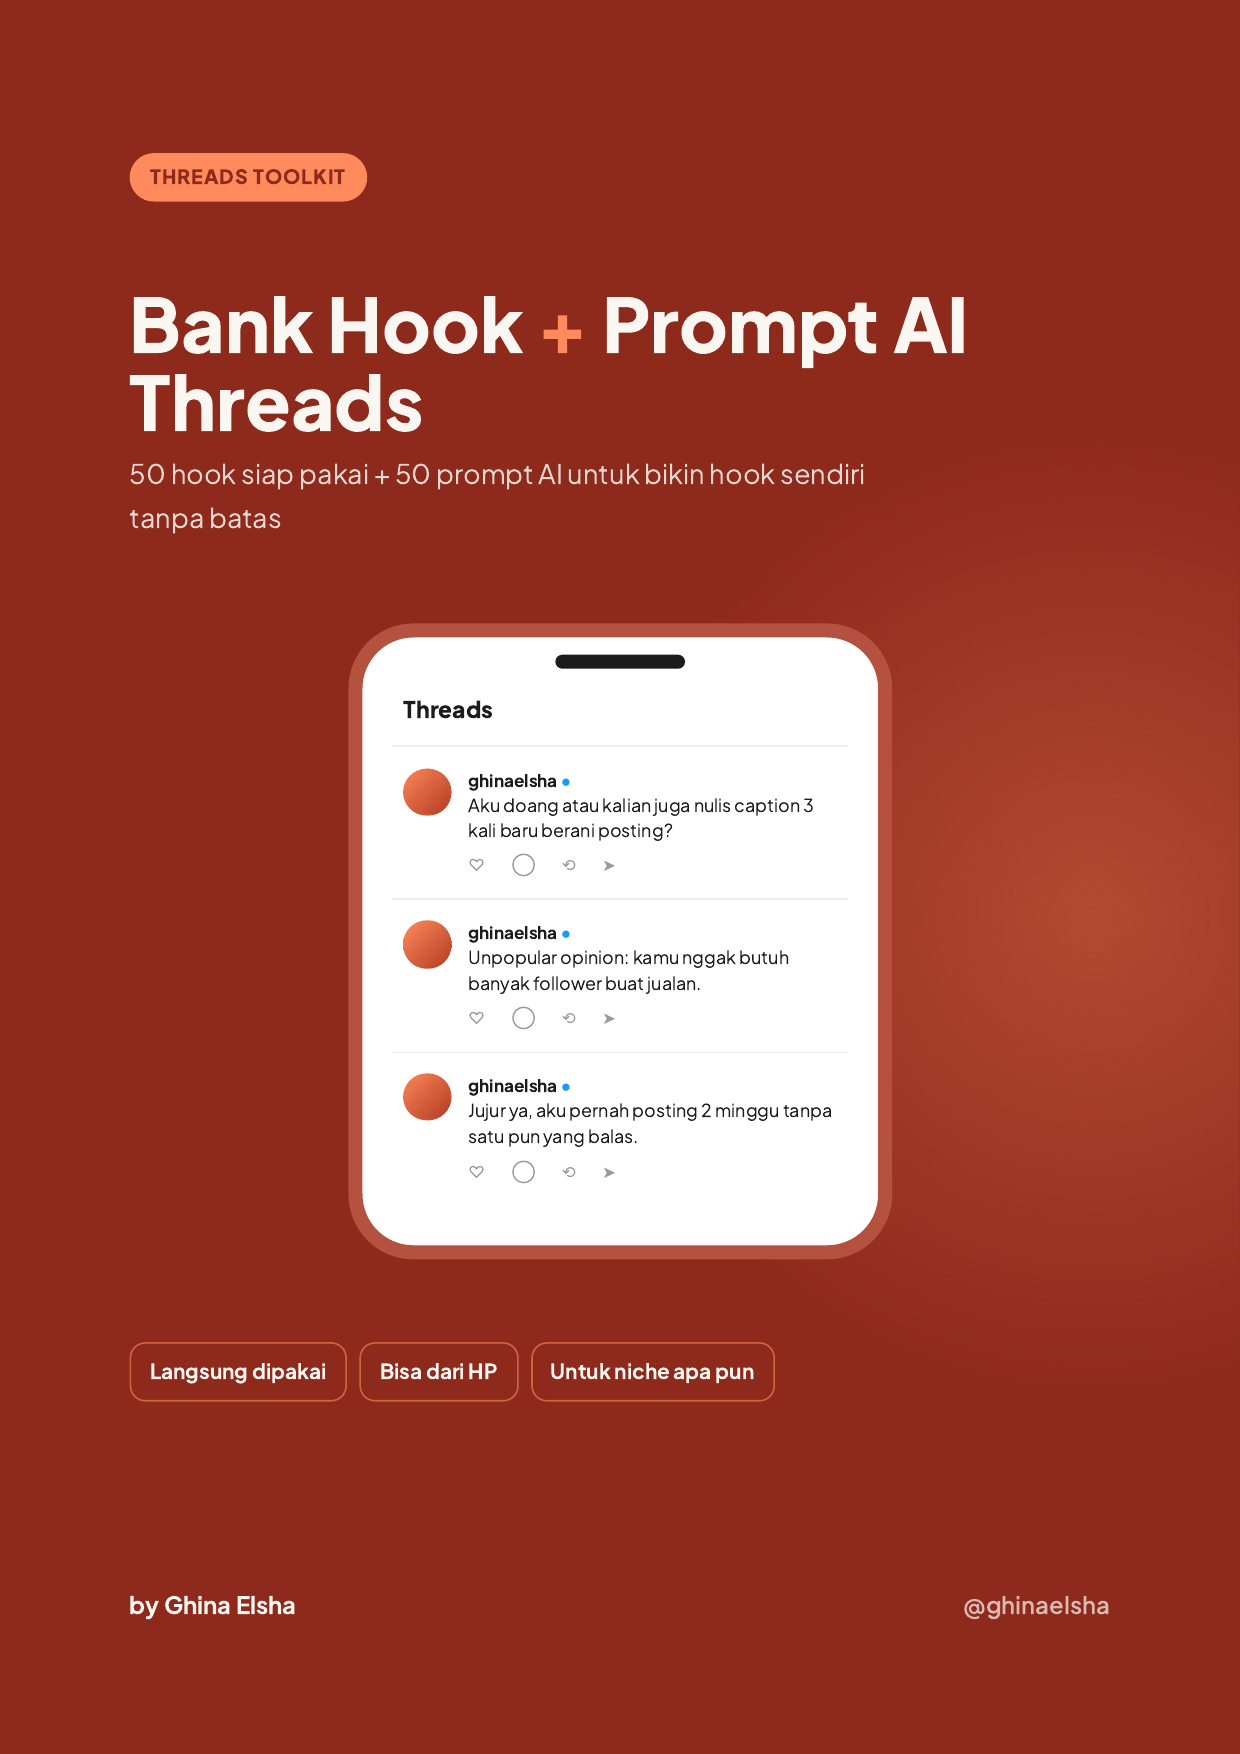 THREADS TOOLKIT
Bank Hook + Prompt AI
Threads
50 hook siap pakai + 50 prompt AI untuk bikin hook sendiri
tanpa batas
Threads
ghinaelsha
Aku doang atau kalian juga nulis caption 3
kali baru berani posting?
ghinaelsha
Unpopular opinion: kamu nggak butuh
banyak follower buat jualan.
ghinaelsha
Jujur ya, aku pernah posting 2 minggu tanpa
satu pun yang balas.
Langsung dipakai
Bisa dari HP
Untuk niche apa pun
by Ghina Elsha
@ghinaelsha